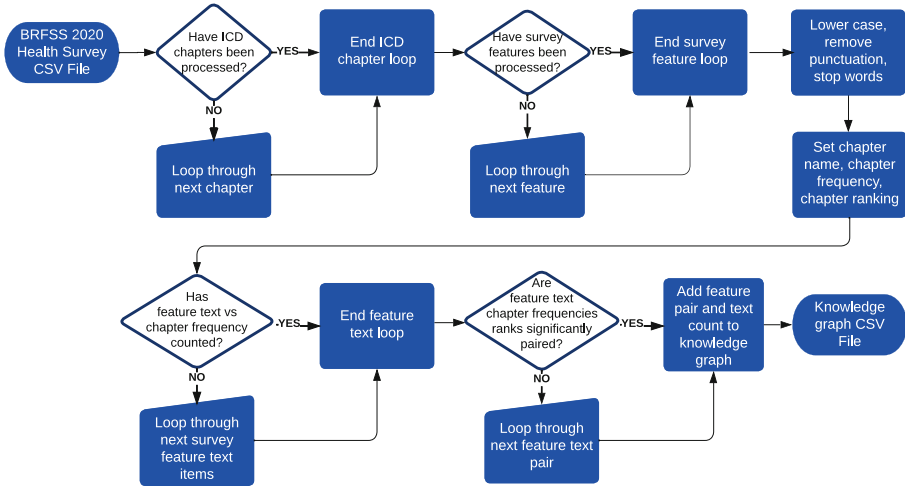 BRFSS 2020
Health Survey
CSV File
Have ICD
chapters been
processed?
YES
NO
Loop through
next chapter
End ICD
chapter loop
Have survey
features been
processed?
YES
NO
Loop through
next feature
End survey
feature loop
Lower case,
remove
punctuation,
stop words
Set chapter
name, chapter
frequency,
chapter ranking
Has
feature text vs
chapter frequency
counted?
YES
NO
Loop through
next survey
feature text
items
End feature
text loop
Are
feature text
chapter frequencies
ranks significantly
paired?
YES
NO
Loop through
next feature text
pair
Add feature
pair and text
count to
knowledge
graph
Knowledge
graph CSV
File